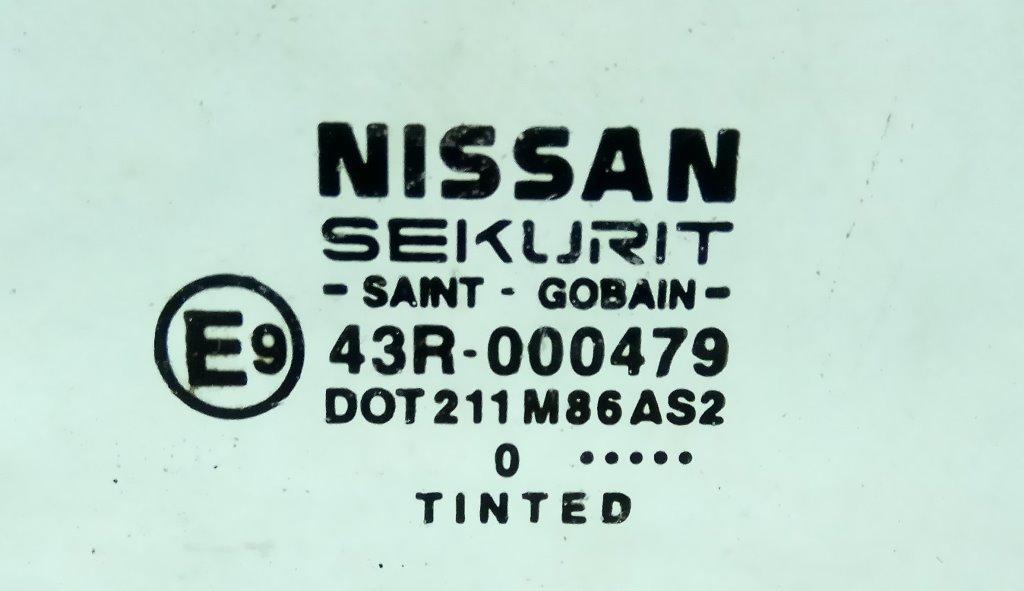 NISSAN
SEKURIT
- SAINT - GOBAIN -
E9 43R-000479
DOT 211 M86 AS2
0 •••••
TINTED